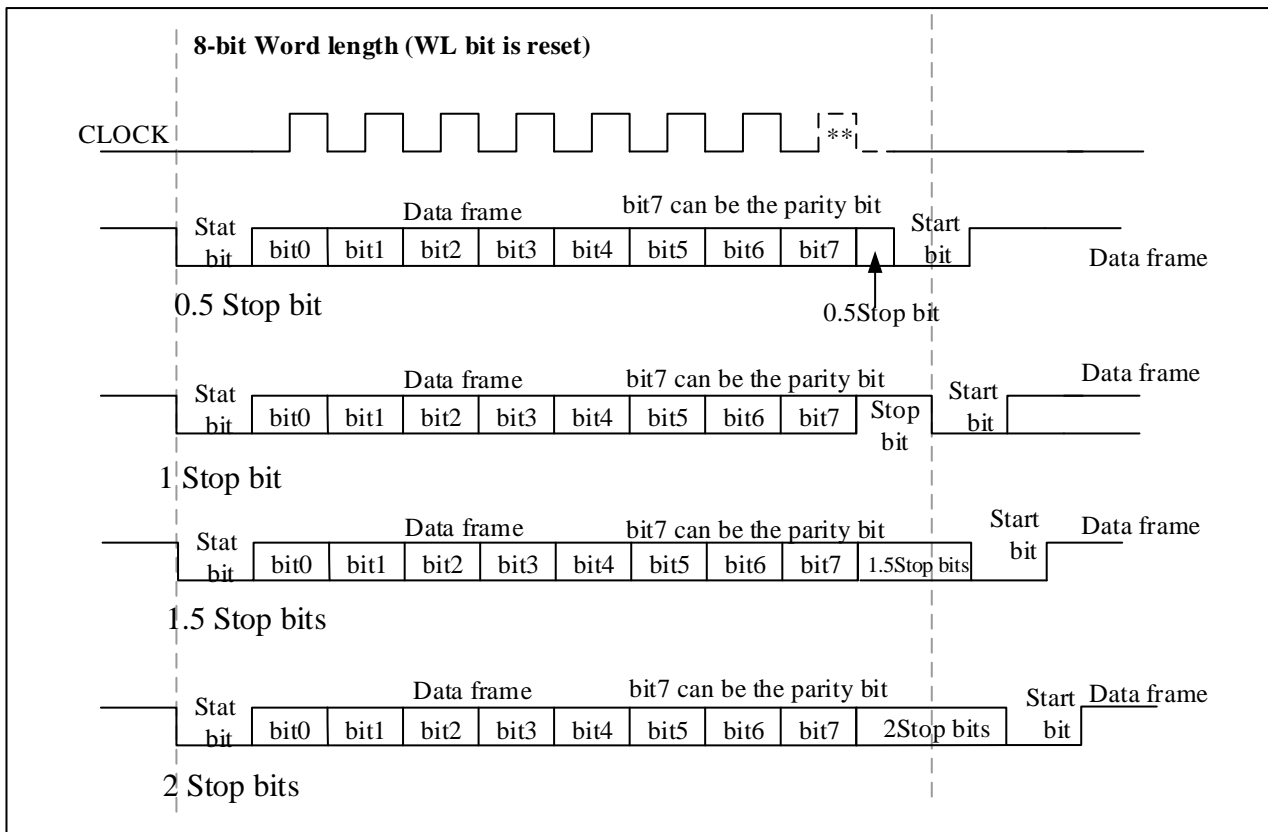 8-bit Word length (WL bit is reset)
CLOCK
**
Stat
bit
Data frame
bit7 can be the parity bit
Start
bit
bit0 bit1 bit2 bit3 bit4 bit5 bit6 bit7
Data frame
0.5 Stop bit
0.5Stop bit
Stat
bit
Data frame
bit7 can be the parity bit
Data frame
bit0 bit1 bit2 bit3 bit4 bit5 bit6 bit7
Stop
bit
Start
bit
1 Stop bit
Stat
bit
Data frame
bit7 can be the parity bit
Start
bit
Data frame
bit0 bit1 bit2 bit3 bit4 bit5 bit6 bit7 1.5Stop bits
1.5 Stop bits
Stat
bit
Data frame
bit7 can be the parity bit
Start
bit
Data frame
bit0 bit1 bit2 bit3 bit4 bit5 bit6 bit7 2Stop bits
2 Stop bits